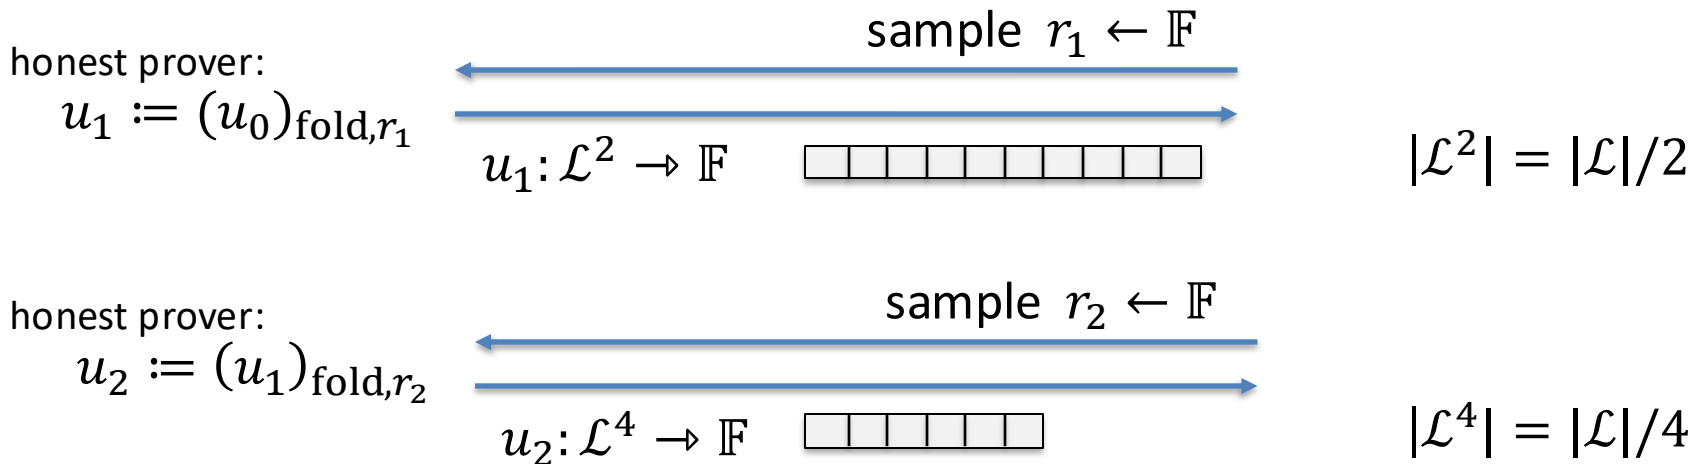 sample r₁ ← 𝔽
honest prover:
u₁ ≔ (u₀)fold,r₁
u₁: ℒ² → 𝔽
|ℒ²| = |ℒ|/2
sample r₂ ← 𝔽
honest prover:
u₂ ≔ (u₁)fold,r₂
u₂: ℒ⁴ → 𝔽
|ℒ⁴| = |ℒ|/4